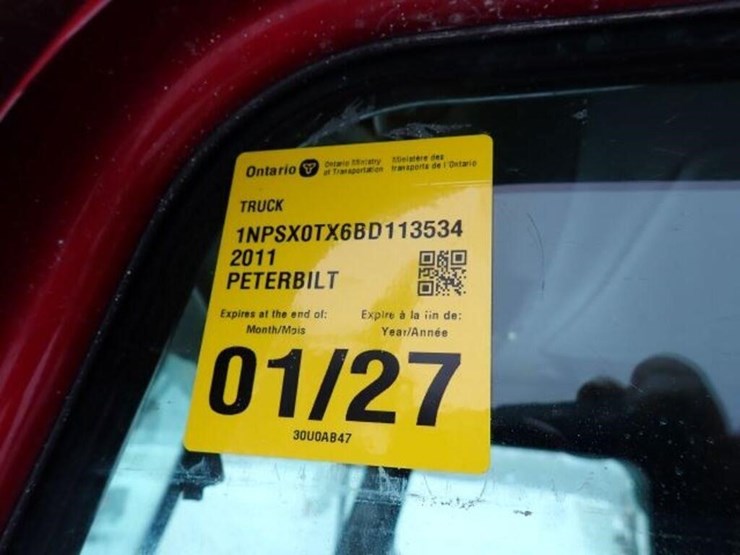 Ontario Ontario Ministry of Transportation Ministère des transports de l'Ontario
TRUCK
1NPSX0TX6BD113534
2011
PETERBILT
Expires at the end of: Expire à la fin de:
Month/Mois Year/Année
01/27
30U0AB47